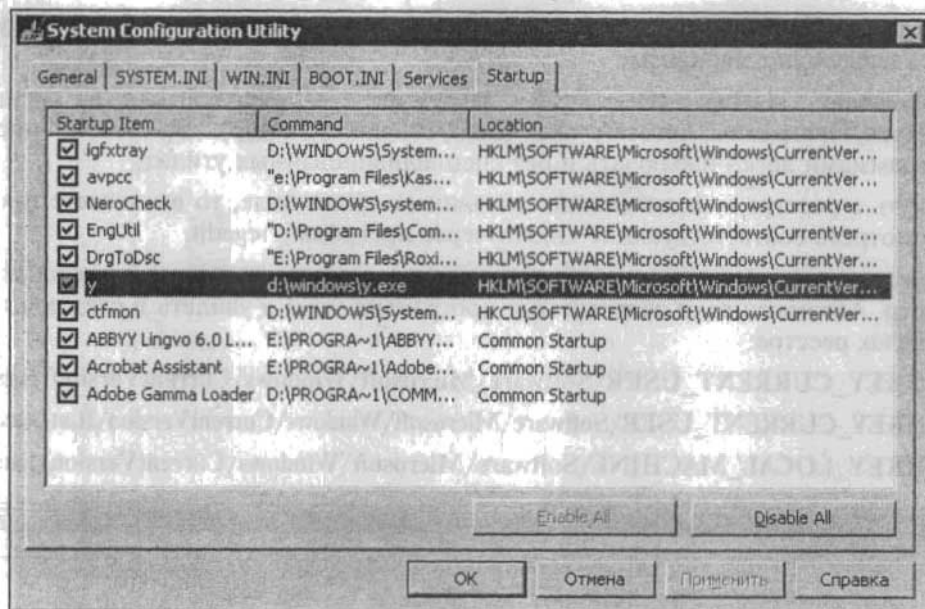 System Configuration Utility
General SYSTEM.INI WIN.INI BOOT.INI Services Startup
Startup Item Command Location
igfxtray D:\WINDOWS\System... HKLM\SOFTWARE\Microsoft\Windows\CurrentVer...
avpcc "e:\Program Files\Kas... HKLM\SOFTWARE\Microsoft\Windows\CurrentVer...
NeroCheck D:\WINDOWS\system... HKLM\SOFTWARE\Microsoft\Windows\CurrentVer...
EngUtil "D:\Program Files\Com... HKLM\SOFTWARE\Microsoft\Windows\CurrentVer...
DrgToDsc "E:\Program Files\Roxi... HKLM\SOFTWARE\Microsoft\Windows\CurrentVer...
y d:\windows\y.exe HKLM\SOFTWARE\Microsoft\Windows\CurrentVer...
ctfmon D:\WINDOWS\System... HKCU\SOFTWARE\Microsoft\Windows\CurrentVer...
ABBYY Lingvo 6.0 L... E:\PROGRA~1\ABBYY... Common Startup
Acrobat Assistant E:\PROGRA~1\Adobe... Common Startup
Adobe Gamma Loader D:\PROGRA~1\COMM... Common Startup
Enable All Disable All
OK Отмена Применить Справка